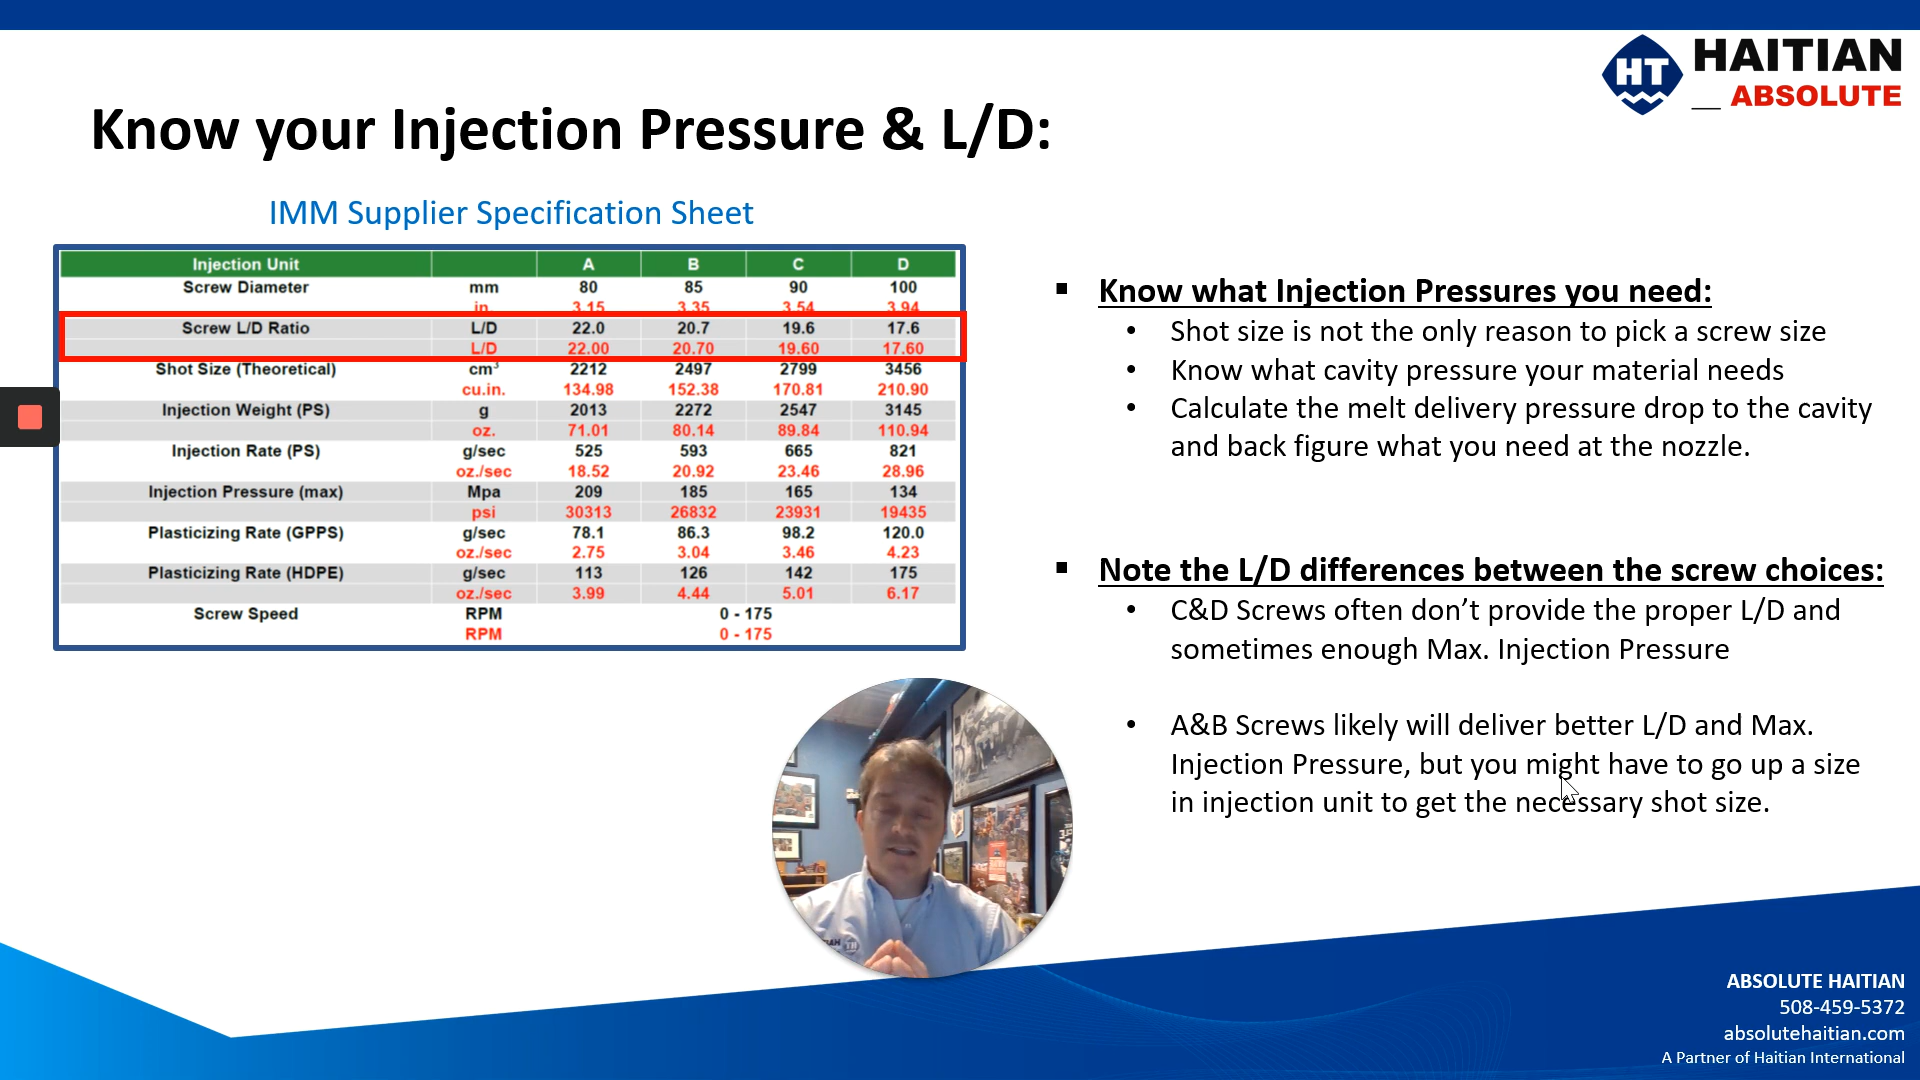 HT HAITIAN
ABSOLUTE
Know your Injection Pressure & L/D:
IMM Supplier Specification Sheet
Injection Unit A B C D
Screw Diameter mm 80 85 90 100
in. 3.15 3.35 3.54 3.94
Screw L/D Ratio L/D 22.0 20.7 19.6 17.6
L/D 22.00 20.70 19.60 17.60
Shot Size (Theoretical) cm³ 2212 2497 2799 3456
cu.in. 134.98 152.38 170.81 210.90
Injection Weight (PS) g 2013 2272 2547 3145
oz. 71.01 80.14 89.84 110.94
Injection Rate (PS) g/sec 525 593 665 821
oz./sec 18.52 20.92 23.46 28.96
Injection Pressure (max) Mpa 209 185 165 134
psi 30313 26832 23931 19435
Plasticizing Rate (GPPS) g/sec 78.1 86.3 98.2 120.0
oz./sec 2.75 3.04 3.46 4.23
Plasticizing Rate (HDPE) g/sec 113 126 142 175
oz./sec 3.99 4.44 5.01 6.17
Screw Speed RPM 0 - 175
RPM 0 - 175
▪ Know what Injection Pressures you need:
• Shot size is not the only reason to pick a screw size
• Know what cavity pressure your material needs
• Calculate the melt delivery pressure drop to the cavity
and back figure what you need at the nozzle.
▪ Note the L/D differences between the screw choices:
• C&D Screws often don’t provide the proper L/D and
sometimes enough Max. Injection Pressure
• A&B Screws likely will deliver better L/D and Max.
Injection Pressure, but you might have to go up a size
in injection unit to get the necessary shot size.
ABSOLUTE HAITIAN
508-459-5372
absolutehaitian.com
A Partner of Haitian International